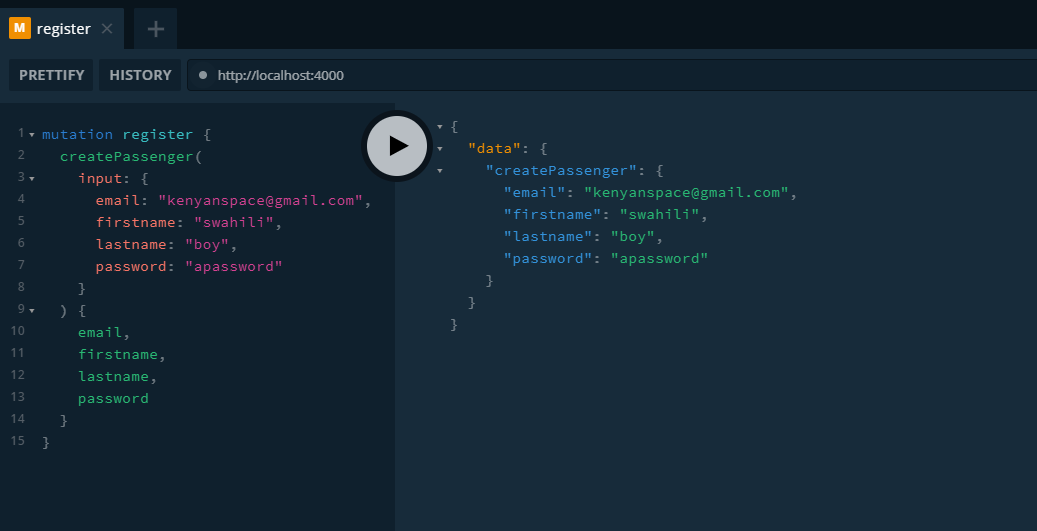 M register × +
PRETTIFY HISTORY http://localhost:4000
1 mutation register {
2 createPassenger(
3 input: {
4 email: "kenyanspace@gmail.com",
5 firstname: "swahili",
6 lastname: "boy",
7 password: "apassword"
8 }
9 ) {
10 email,
11 firstname,
12 lastname,
13 password
14 }
15 }
{
"data": {
"createPassenger": {
"email": "kenyanspace@gmail.com",
"firstname": "swahili",
"lastname": "boy",
"password": "apassword"
}
}
}